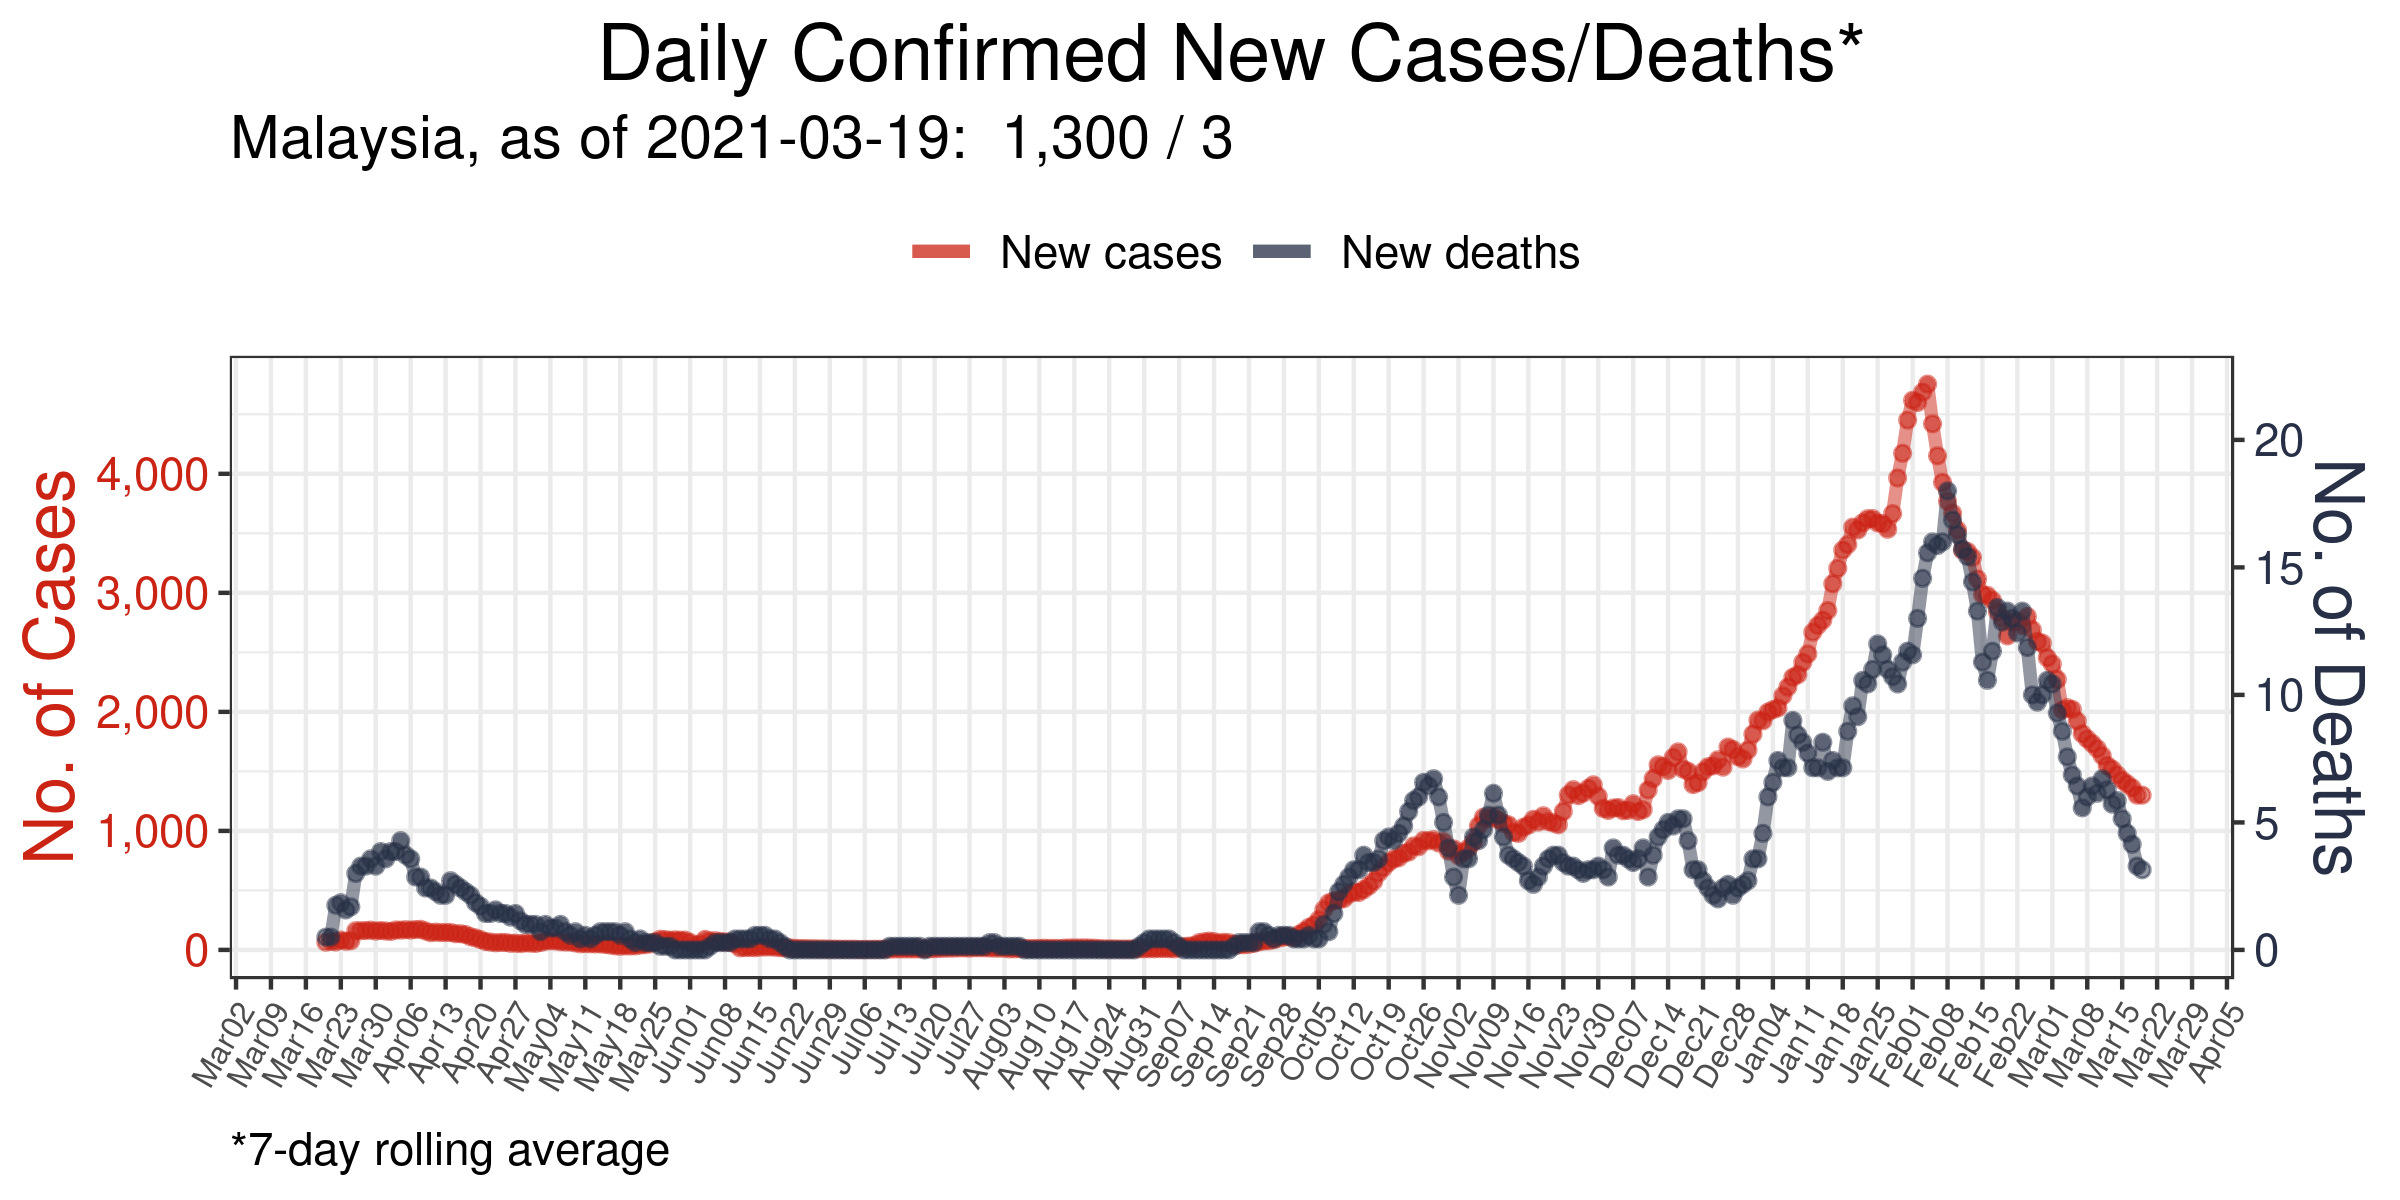 Daily Confirmed New Cases/Deaths*
Malaysia, as of 2021-03-19:  1,300 / 3
New cases
New deaths
No. of Cases
4,000
3,000
2,000
1,000
0
20
15
10
5
0
No. of Deaths
Mar02
Mar09
Mar16
Mar23
Mar30
Apr06
Apr13
Apr20
Apr27
May04
May11
May18
May25
Jun01
Jun08
Jun15
Jun22
Jun29
Jul06
Jul13
Jul20
Jul27
Aug03
Aug10
Aug17
Aug24
Aug31
Sep07
Sep14
Sep21
Sep28
Oct05
Oct12
Oct19
Oct26
Nov02
Nov09
Nov16
Nov23
Nov30
Dec07
Dec14
Dec21
Dec28
Jan04
Jan11
Jan18
Jan25
Feb01
Feb08
Feb15
Feb22
Mar01
Mar08
Mar15
Mar22
Mar29
Apr05
*7-day rolling average